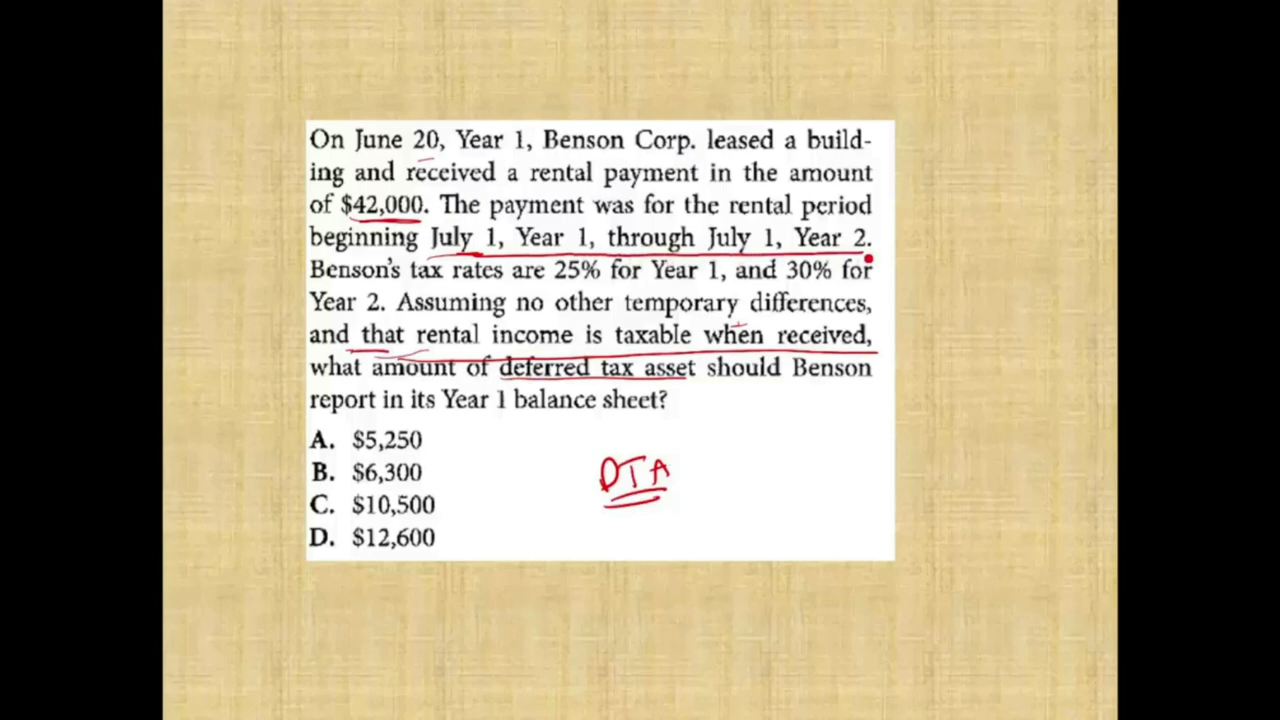 On June 20, Year 1, Benson Corp. leased a build-
ing and received a rental payment in the amount
of $42,000. The payment was for the rental period
beginning July 1, Year 1, through July 1, Year 2.
Benson's tax rates are 25% for Year 1, and 30% for
Year 2. Assuming no other temporary differences,
and that rental income is taxable when received,
what amount of deferred tax asset should Benson
report in its Year 1 balance sheet?
A. $5,250
B. $6,300
C. $10,500
D. $12,600
DTA